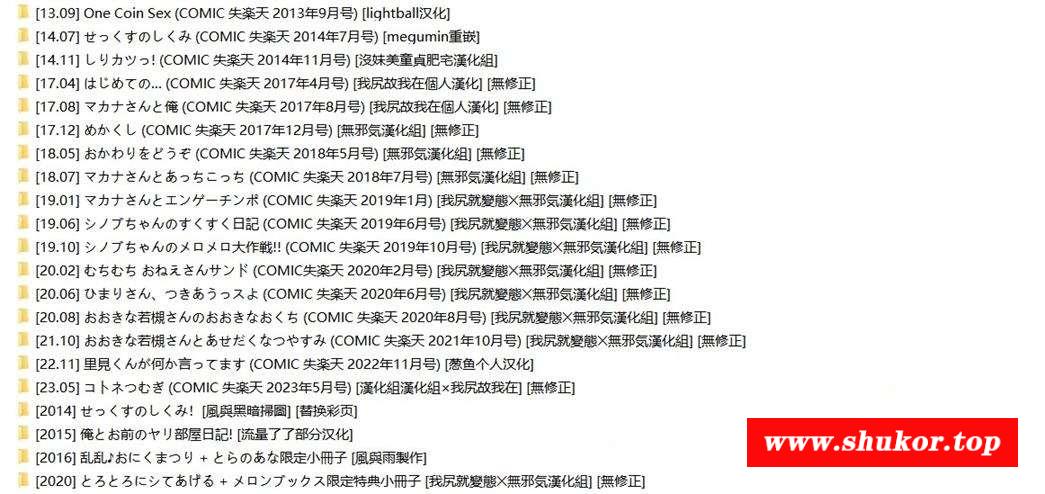 [13.09] One Coin Sex (COMIC 失楽天 2013年9月号) [lightball汉化]
[14.07] せっくすのしくみ (COMIC 失楽天 2014年7月号) [megumin重嵌]
[14.11] しりカツっ! (COMIC 失楽天 2014年11月号) [沒妹美童貞肥宅漢化組]
[17.04] はじめての... (COMIC 失楽天 2017年4月号) [我尻故我在個人漢化] [無修正]
[17.08] マカナさんと俺 (COMIC 失楽天 2017年8月号) [我尻故我在個人漢化] [無修正]
[17.12] めかくし (COMIC 失楽天 2017年12月号) [無邪気漢化組] [無修正]
[18.05] おかわりをどうぞ (COMIC 失楽天 2018年5月号) [無邪気漢化組] [無修正]
[18.07] マカナさんとあっちこっち (COMIC 失楽天 2018年7月号) [無邪気漢化組] [無修正]
[19.01] マカナさんとエンゲーチンポ (COMIC 失楽天 2019年1月) [我尻故就變態╳無邪気漢化組] [無修正]
[19.06] シノブちゃんのすくすく日記 (COMIC 失楽天 2019年6月号) [我尻故就變態╳無邪気漢化組] [無修正]
[19.10] シノブちゃんのメロメロ大作戦!! (COMIC 失楽天 2019年10月号) [我尻故就變態╳無邪気漢化組] [無修正]
[20.02] むちむち おねえさんサンド (COMIC失楽天 2020年2月号) [我尻故就變態╳無邪気漢化組] [無修正]
[20.06] ひまりさん、つきあうっスよ (COMIC 失楽天 2020年6月号) [我尻故就變態╳無邪気漢化組] [無修正]
[20.08] おおきな若槻さんのおおきなおくち (COMIC 失楽天 2020年8月号) [我尻故就變態╳無邪気漢化組] [無修正]
[21.10] おおきな若槻さんとあせだくなつやすみ (COMIC 失楽天 2021年10月号) [我尻故就變態╳無邪気漢化組] [無修正]
[22.11] 里見くんが何か言ってます (COMIC 失楽天 2022年11月号) [葱鱼个人汉化]
[23.05] コトネつむぎ (COMIC 失楽天 2023年5月号) [漢化組漢化組×我尻故我在] [無修正]
[2014] せっくすのしくみ! [風與黑暗掃圖] [替换彩页]
[2015] 俺とお前のヤリ部屋日記! [流量了了部分汉化]
[2016] 乱乱♪おにくまつり + とらのあな限定小冊子 [風與雨製作]
[2020] とろとろにシてあげる + メロンブックス限定特典小冊子 [我尻故就變態╳無邪気漢化組] [無修正]
www.shukor.top